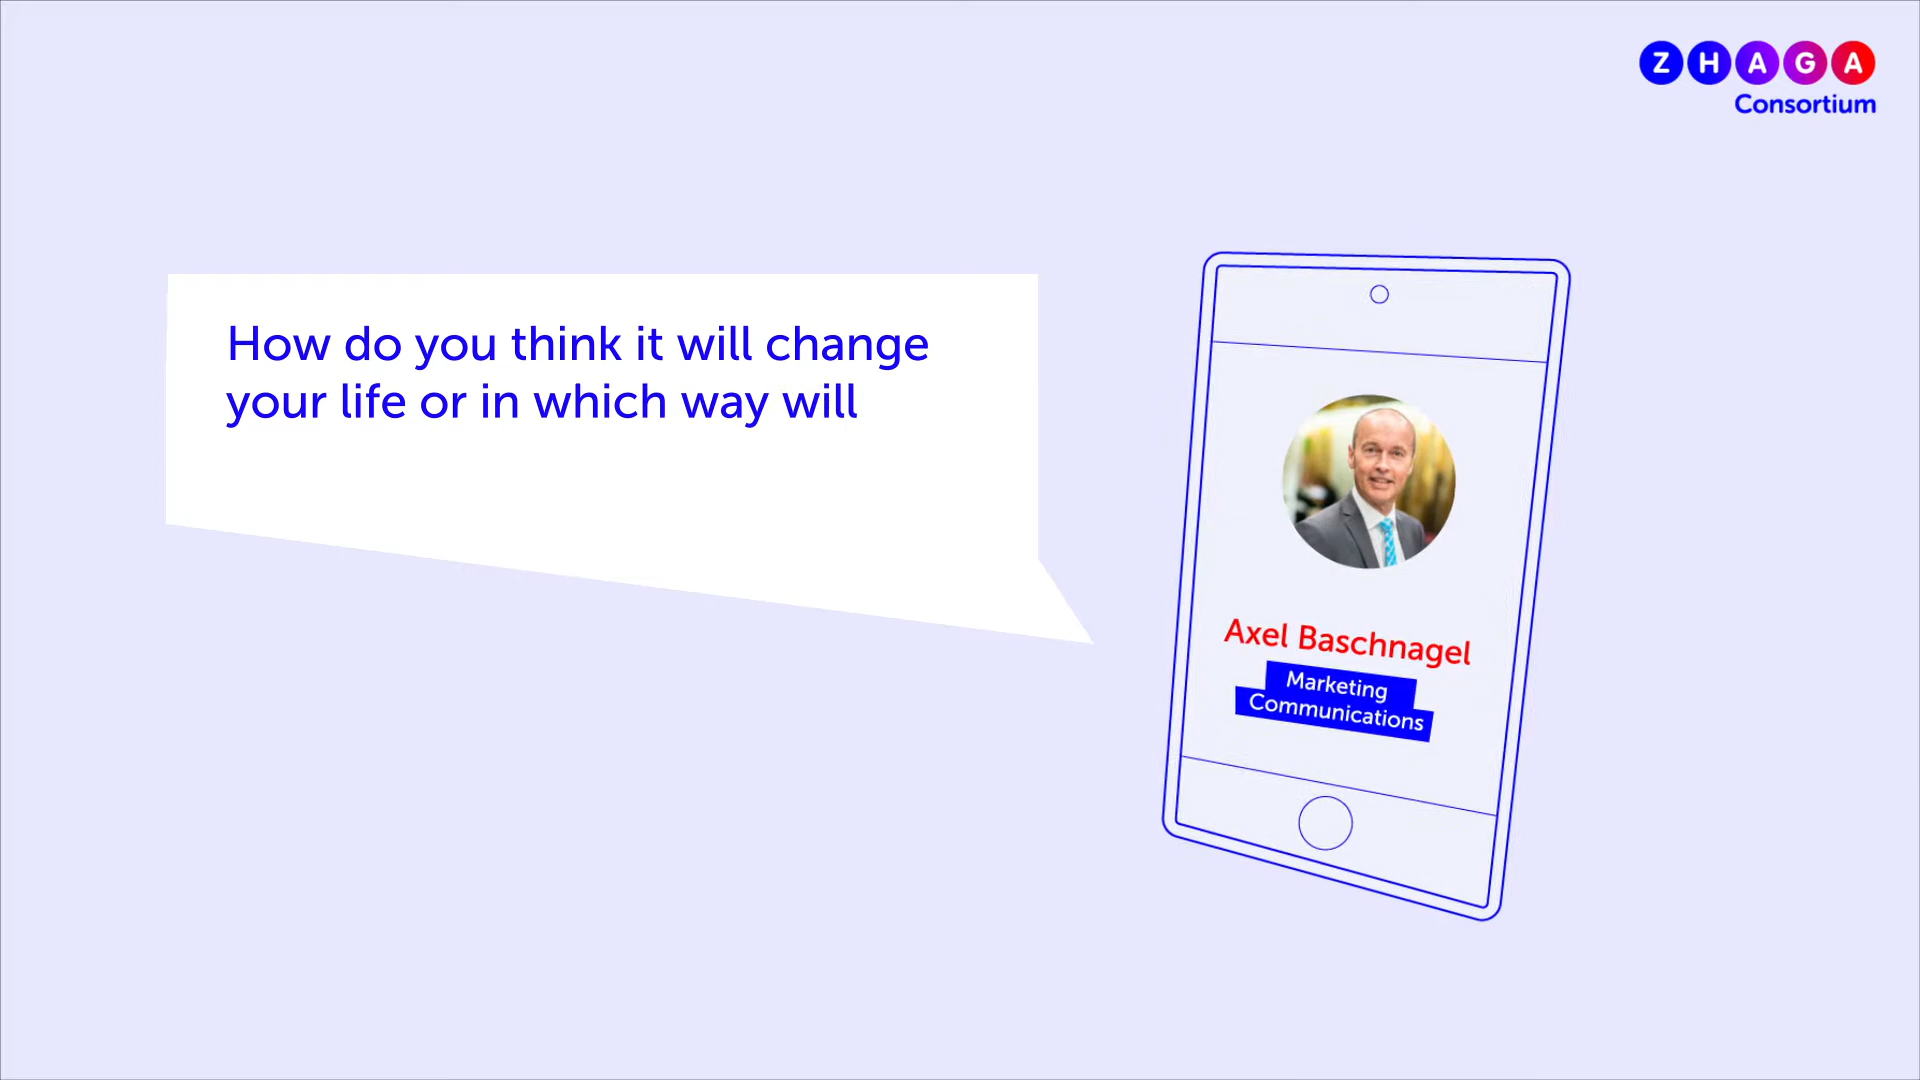 ZHAGA
Consortium
How do you think it will change
your life or in which way will
Axel Baschnagel
Marketing
Communications